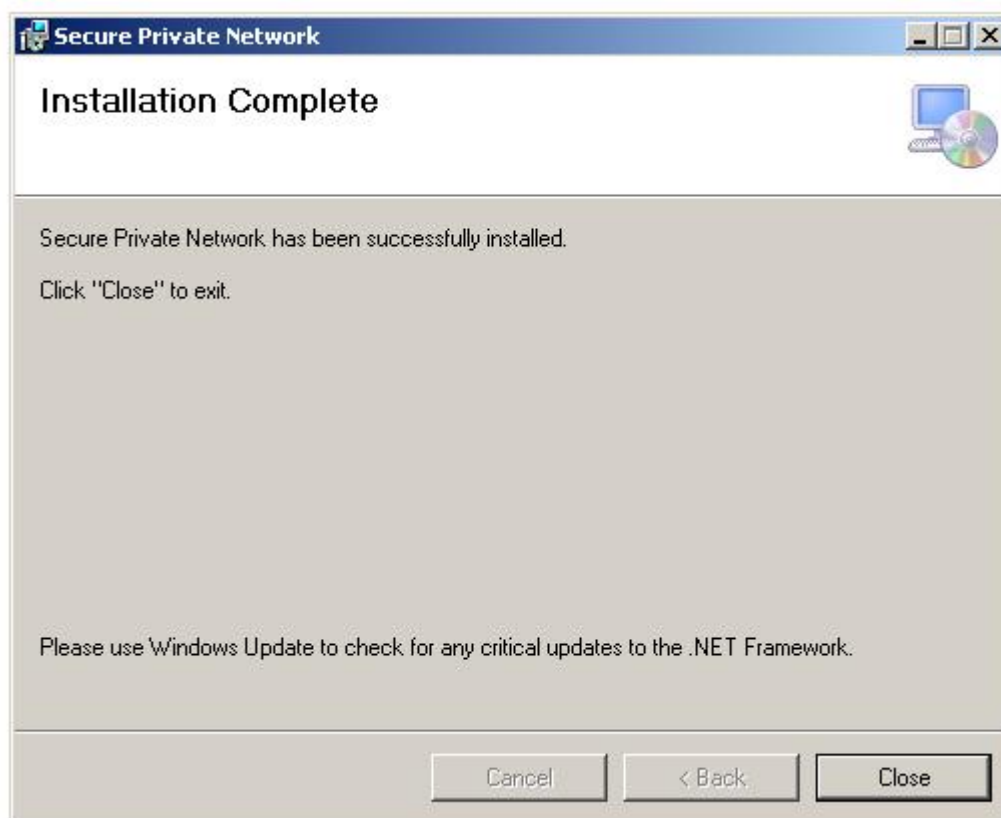 Secure Private Network
Installation Complete
Secure Private Network has been successfully installed.
Click "Close" to exit.
Please use Windows Update to check for any critical updates to the .NET Framework.
Cancel
< Back
Close